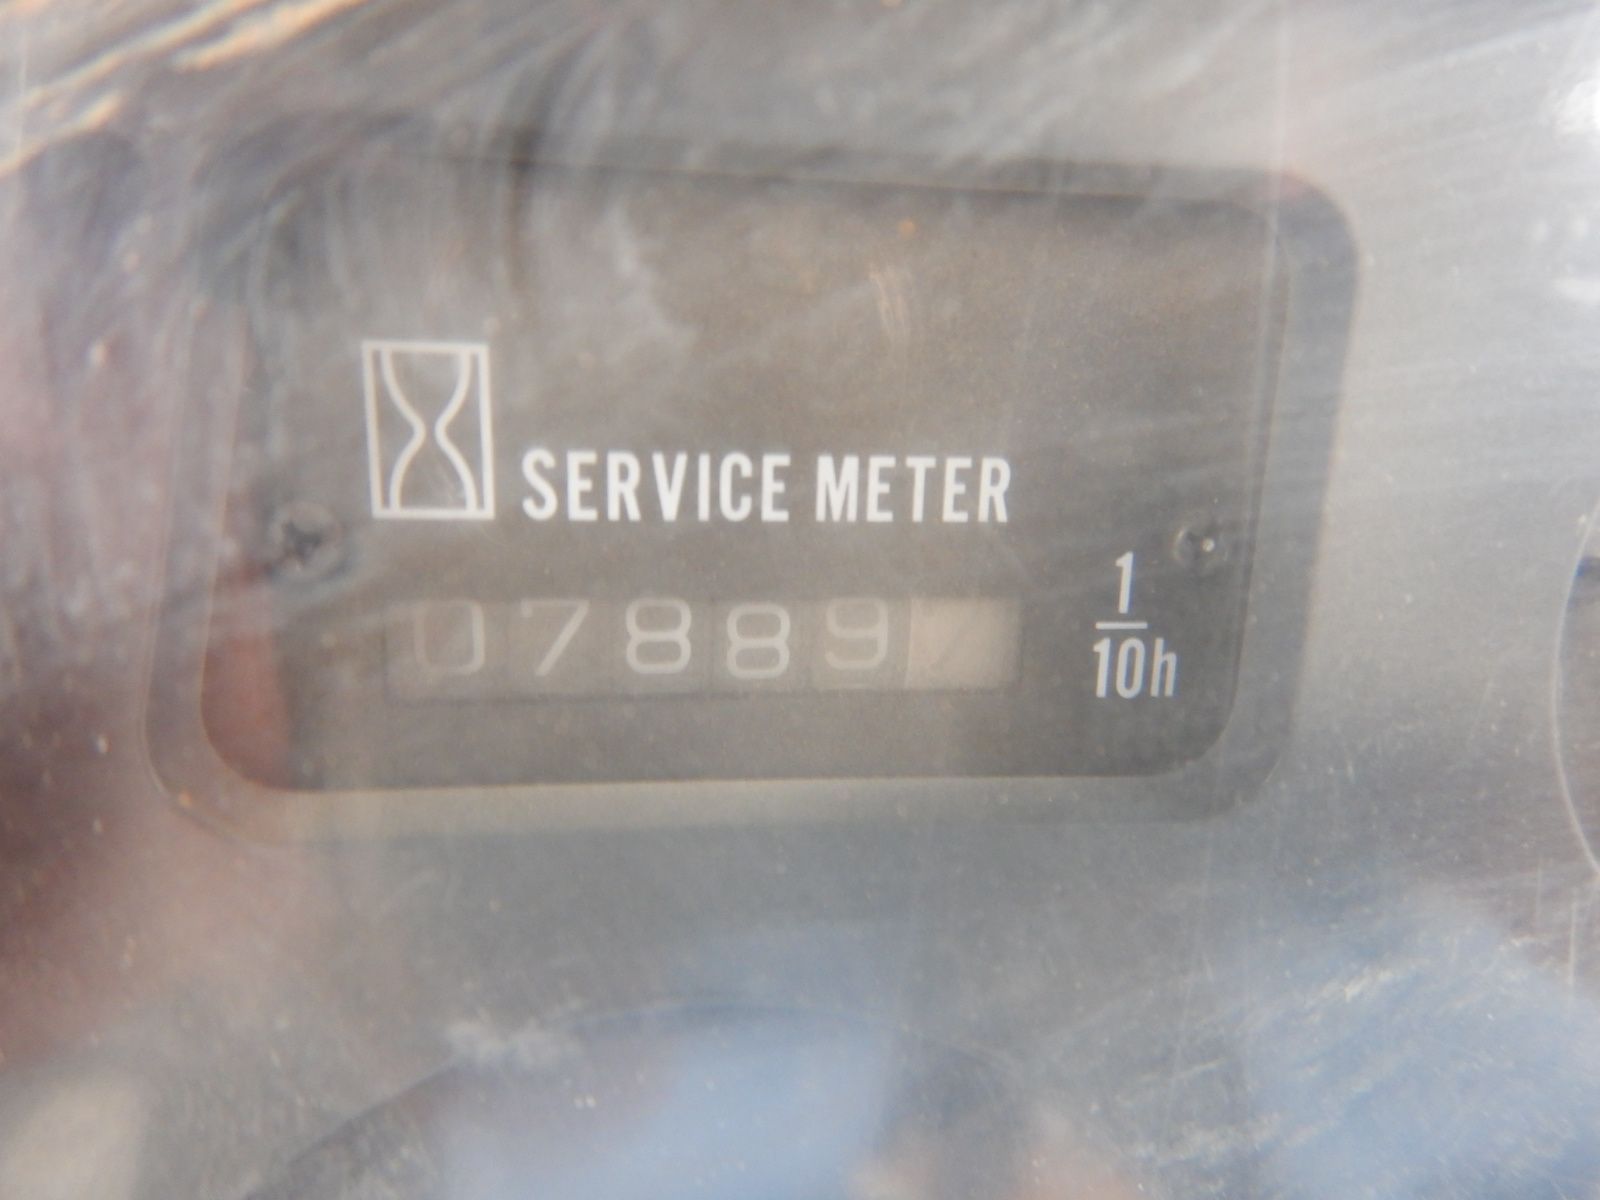 SERVICE METER
07889
1
10h